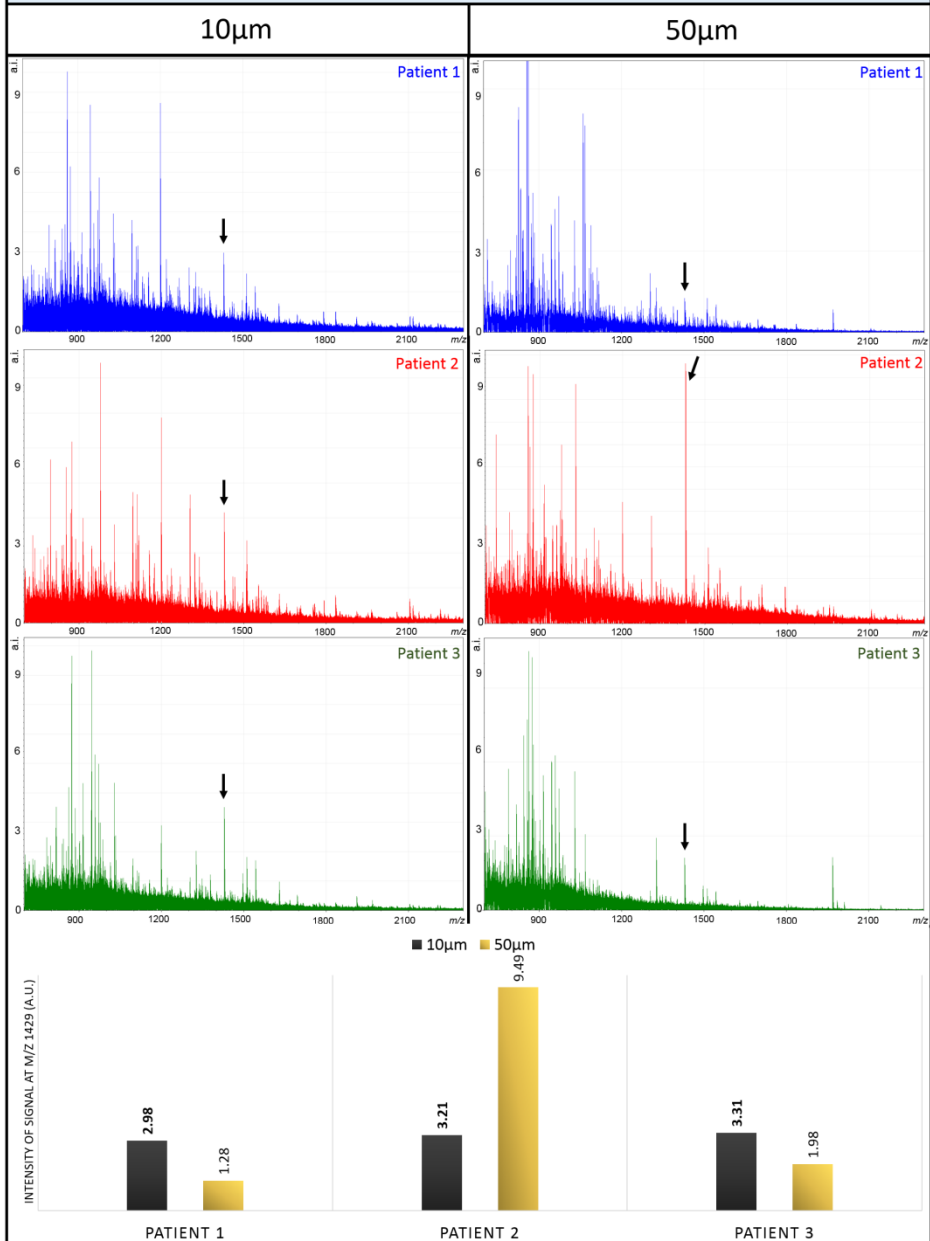 10µm
50µm
a.i.
Patient 1
9
6
3
0
900
1200
1500
1800
2100
m/z
a.i.
Patient 1
9
6
3
0
900
1200
1500
1800
2100
m/z
a.i.
Patient 2
9
6
3
0
900
1200
1500
1800
2100
m/z
a.i.
Patient 2
9
6
3
0
900
1200
1500
1800
2100
m/z
a.i.
Patient 3
9
6
3
0
900
1200
1500
1800
2100
m/z
a.i.
Patient 3
9
6
3
0
900
1200
1500
1800
2100
m/z
10µm 50µm
INTENSITY OF SIGNAL AT M/Z 1429 (A.U.)
2.98
1.28
3.21
9.49
3.31
1.98
PATIENT 1
PATIENT 2
PATIENT 3